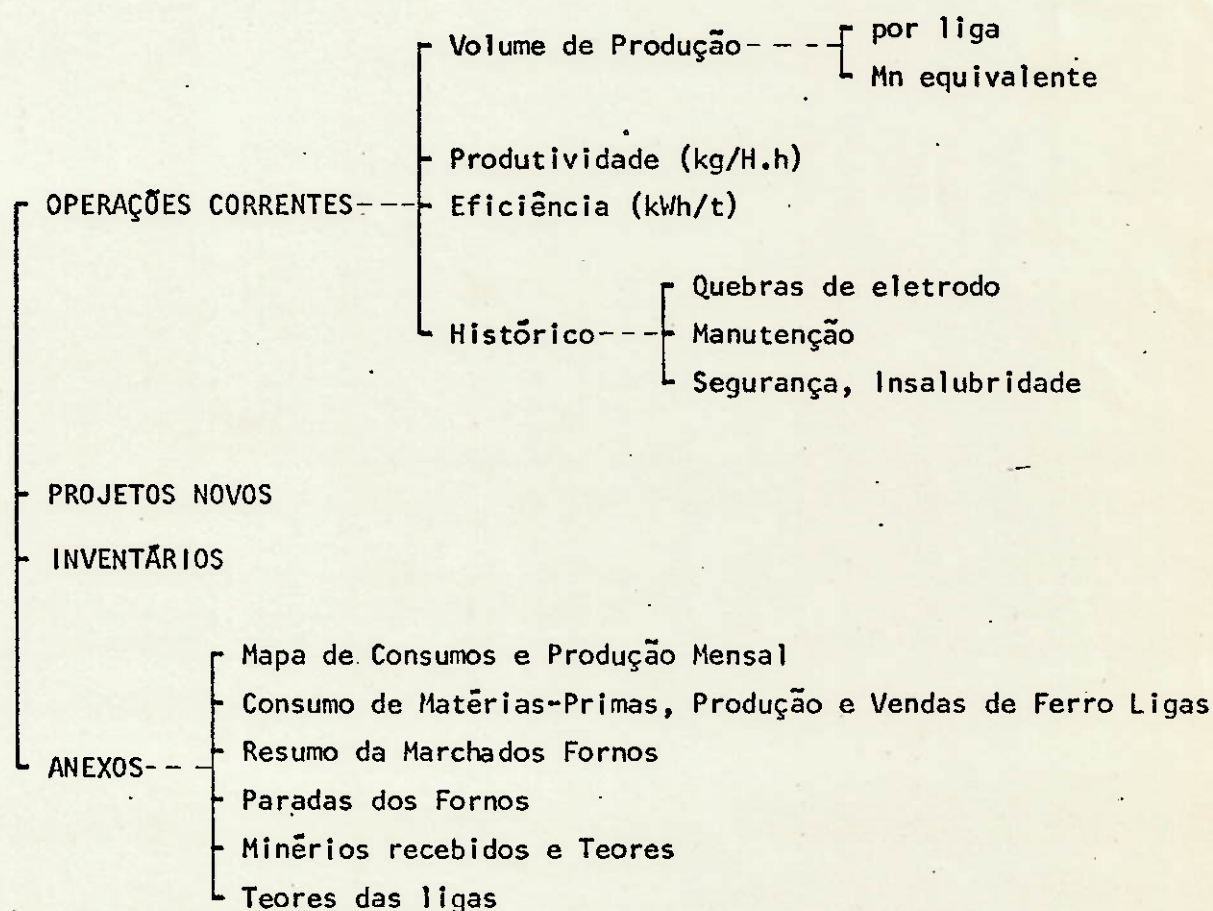 Volume de Produção
por liga
Mn equivalente
Produtividade (kg/H.h)
OPERAÇÕES CORRENTES
Eficiência (kWh/t)
Quebras de eletrodo
Histórico
Manutenção
Segurança, Insalubridade
PROJETOS NOVOS
INVENTÁRIOS
Mapa de Consumos e Produção Mensal
Consumo de Matérias-Primas, Produção e Vendas de Ferro Ligas
Resumo da Marchados Fornos
ANEXOS
Paradas dos Fornos
Minérios recebidos e Teores
Teores das ligas